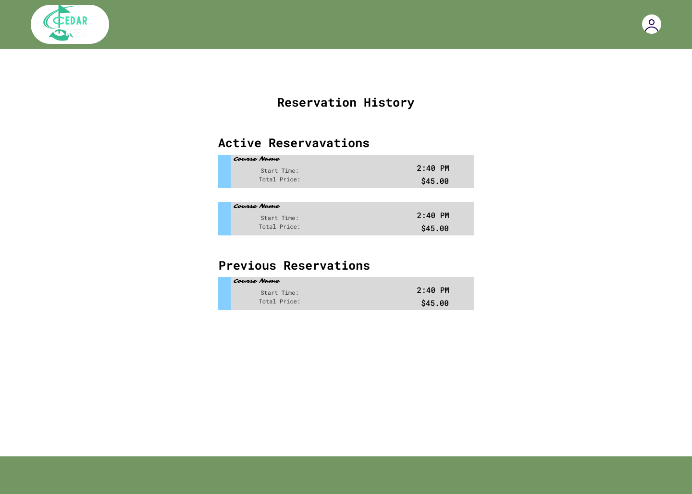 CEDAR
Reservation History
Active Reservavations
Course Name
Start Time: 2:40 PM
Total Price: $45.00
Course Name
Start Time: 2:40 PM
Total Price: $45.00
Previous Reservations
Course Name
Start Time: 2:40 PM
Total Price: $45.00